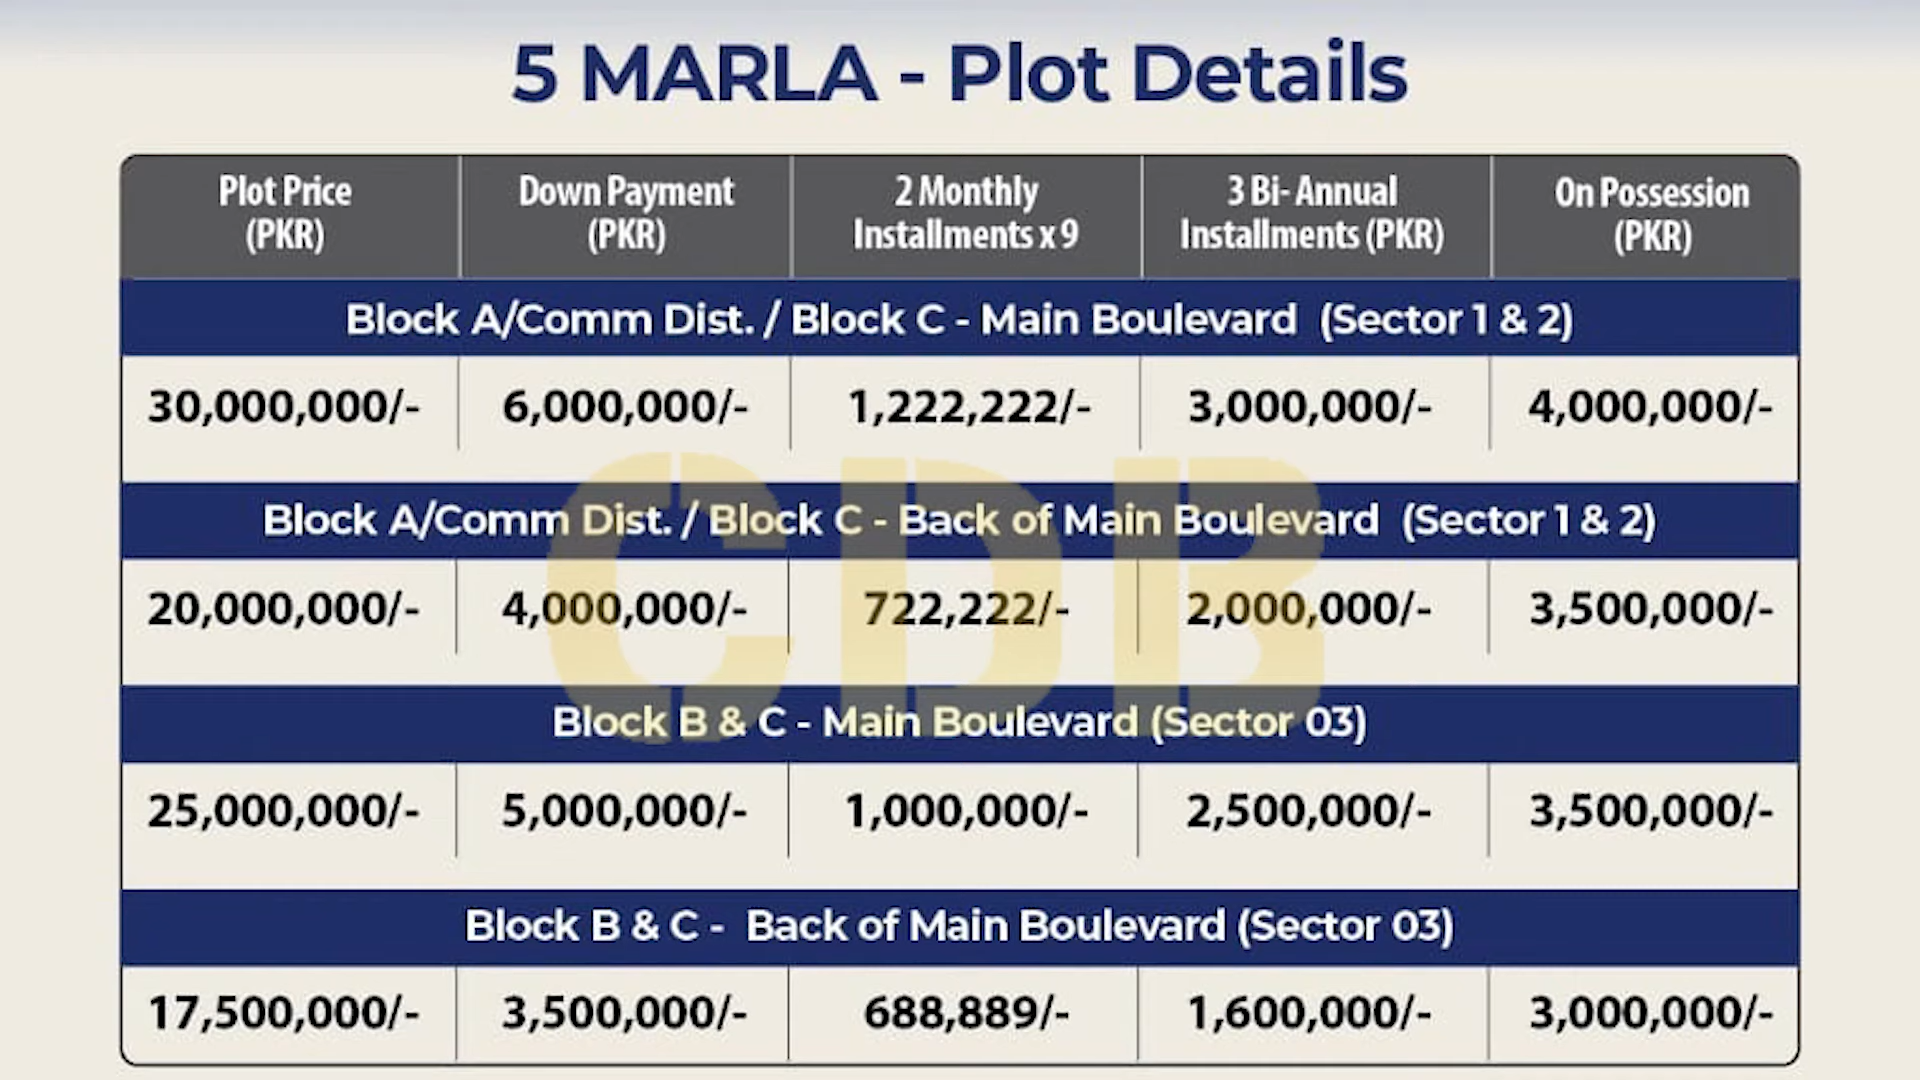 5 MARLA - Plot Details
Plot Price (PKR) Down Payment (PKR) 2 Monthly Installments x 9 3 Bi- Annual Installments (PKR) On Possession (PKR)
Block A/Comm Dist. / Block C - Main Boulevard (Sector 1 & 2)
30,000,000/- 6,000,000/- 1,222,222/- 3,000,000/- 4,000,000/-
Block A/Comm Dist. / Block C - Back of Main Boulevard (Sector 1 & 2)
20,000,000/- 4,000,000/- 722,222/- 2,000,000/- 3,500,000/-
CDB
Block B & C - Main Boulevard (Sector 03)
25,000,000/- 5,000,000/- 1,000,000/- 2,500,000/- 3,500,000/-
Block B & C - Back of Main Boulevard (Sector 03)
17,500,000/- 3,500,000/- 688,889/- 1,600,000/- 3,000,000/-